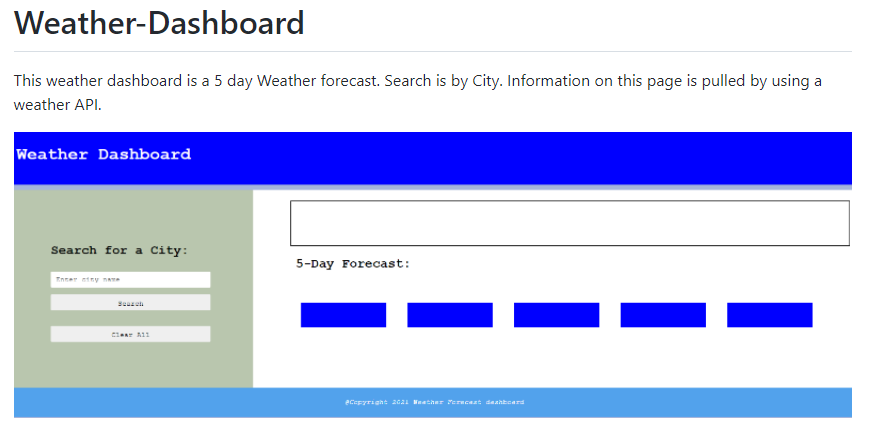 Weather-Dashboard
This weather dashboard is a 5 day Weather forecast. Search is by City. Information on this page is pulled by using a
weather API.
Weather Dashboard
Search for a City:
Enter city name
Search
Clear All
5-Day Forecast:
@Copyright 2021 Weather Forecast dashboard